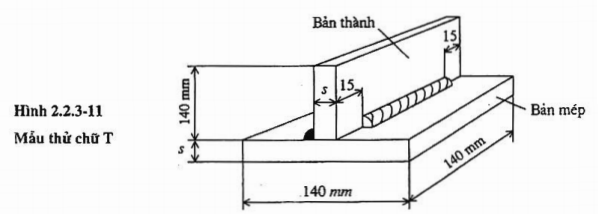 Bản thành
15
s
15
140 mm
Hình 2.2.3-11
Mẫu thử chữ T
Bản mép
s
140 mm
140 mm